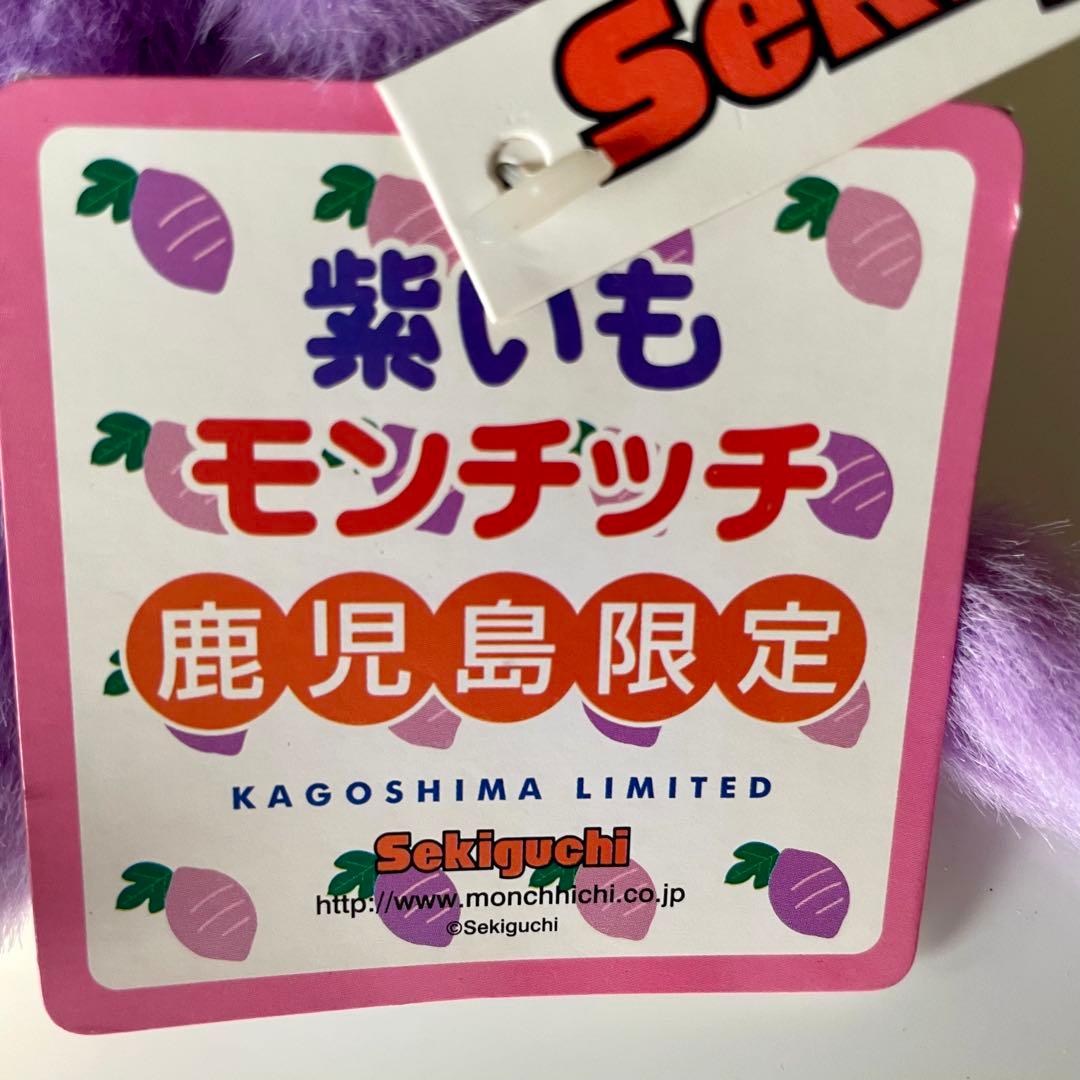 紫いも
モンチッチ
鹿児島限定
KAGOSHIMA LIMITED
Sekiguchi
http://www.monchhichi.co.jp
©Sekiguchi